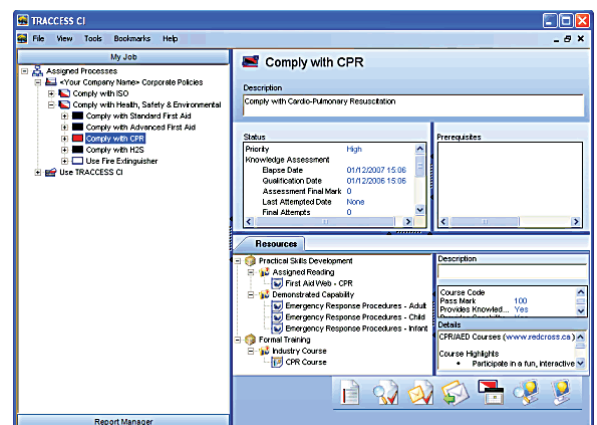 TRACCESS CI
File View Tools Bookmarks Help
My Job
Assigned Processes
<Your Company Name> Corporate Policies
Comply with ISO
Comply with Health, Safety & Environmental
Comply with Standard First Aid
Comply with Advanced First Aid
Comply with CPR
Comply with H2S
Use Fire Extinguisher
Use TRACCESS CI
Report Manager
Comply with CPR
Description
Comply with Cardio-Pulmonary Resuscitation
Status
Priority High
Knowledge Assessment
Elapse Date 01/12/2007 15:06
Qualification Date 01/12/2006 15:06
Assessment Final Mark 0
Last Attempted Date None
Final Attempts 0
Prerequisites
Resources
Practical Skills Development
Assigned Reading
First Aid Web - CPR
Demonstrated Capability
Emergency Response Procedures - Adult
Emergency Response Procedures - Child
Emergency Response Procedures - Infant
Formal Training
Industry Course
CPR Course
Description
Course Code
Pass Mark 100
Provides Knowled... Yes
Details
CPR/AED Courses (www.redcross.ca)
Course Highlights
• Participate in a fun, interactive